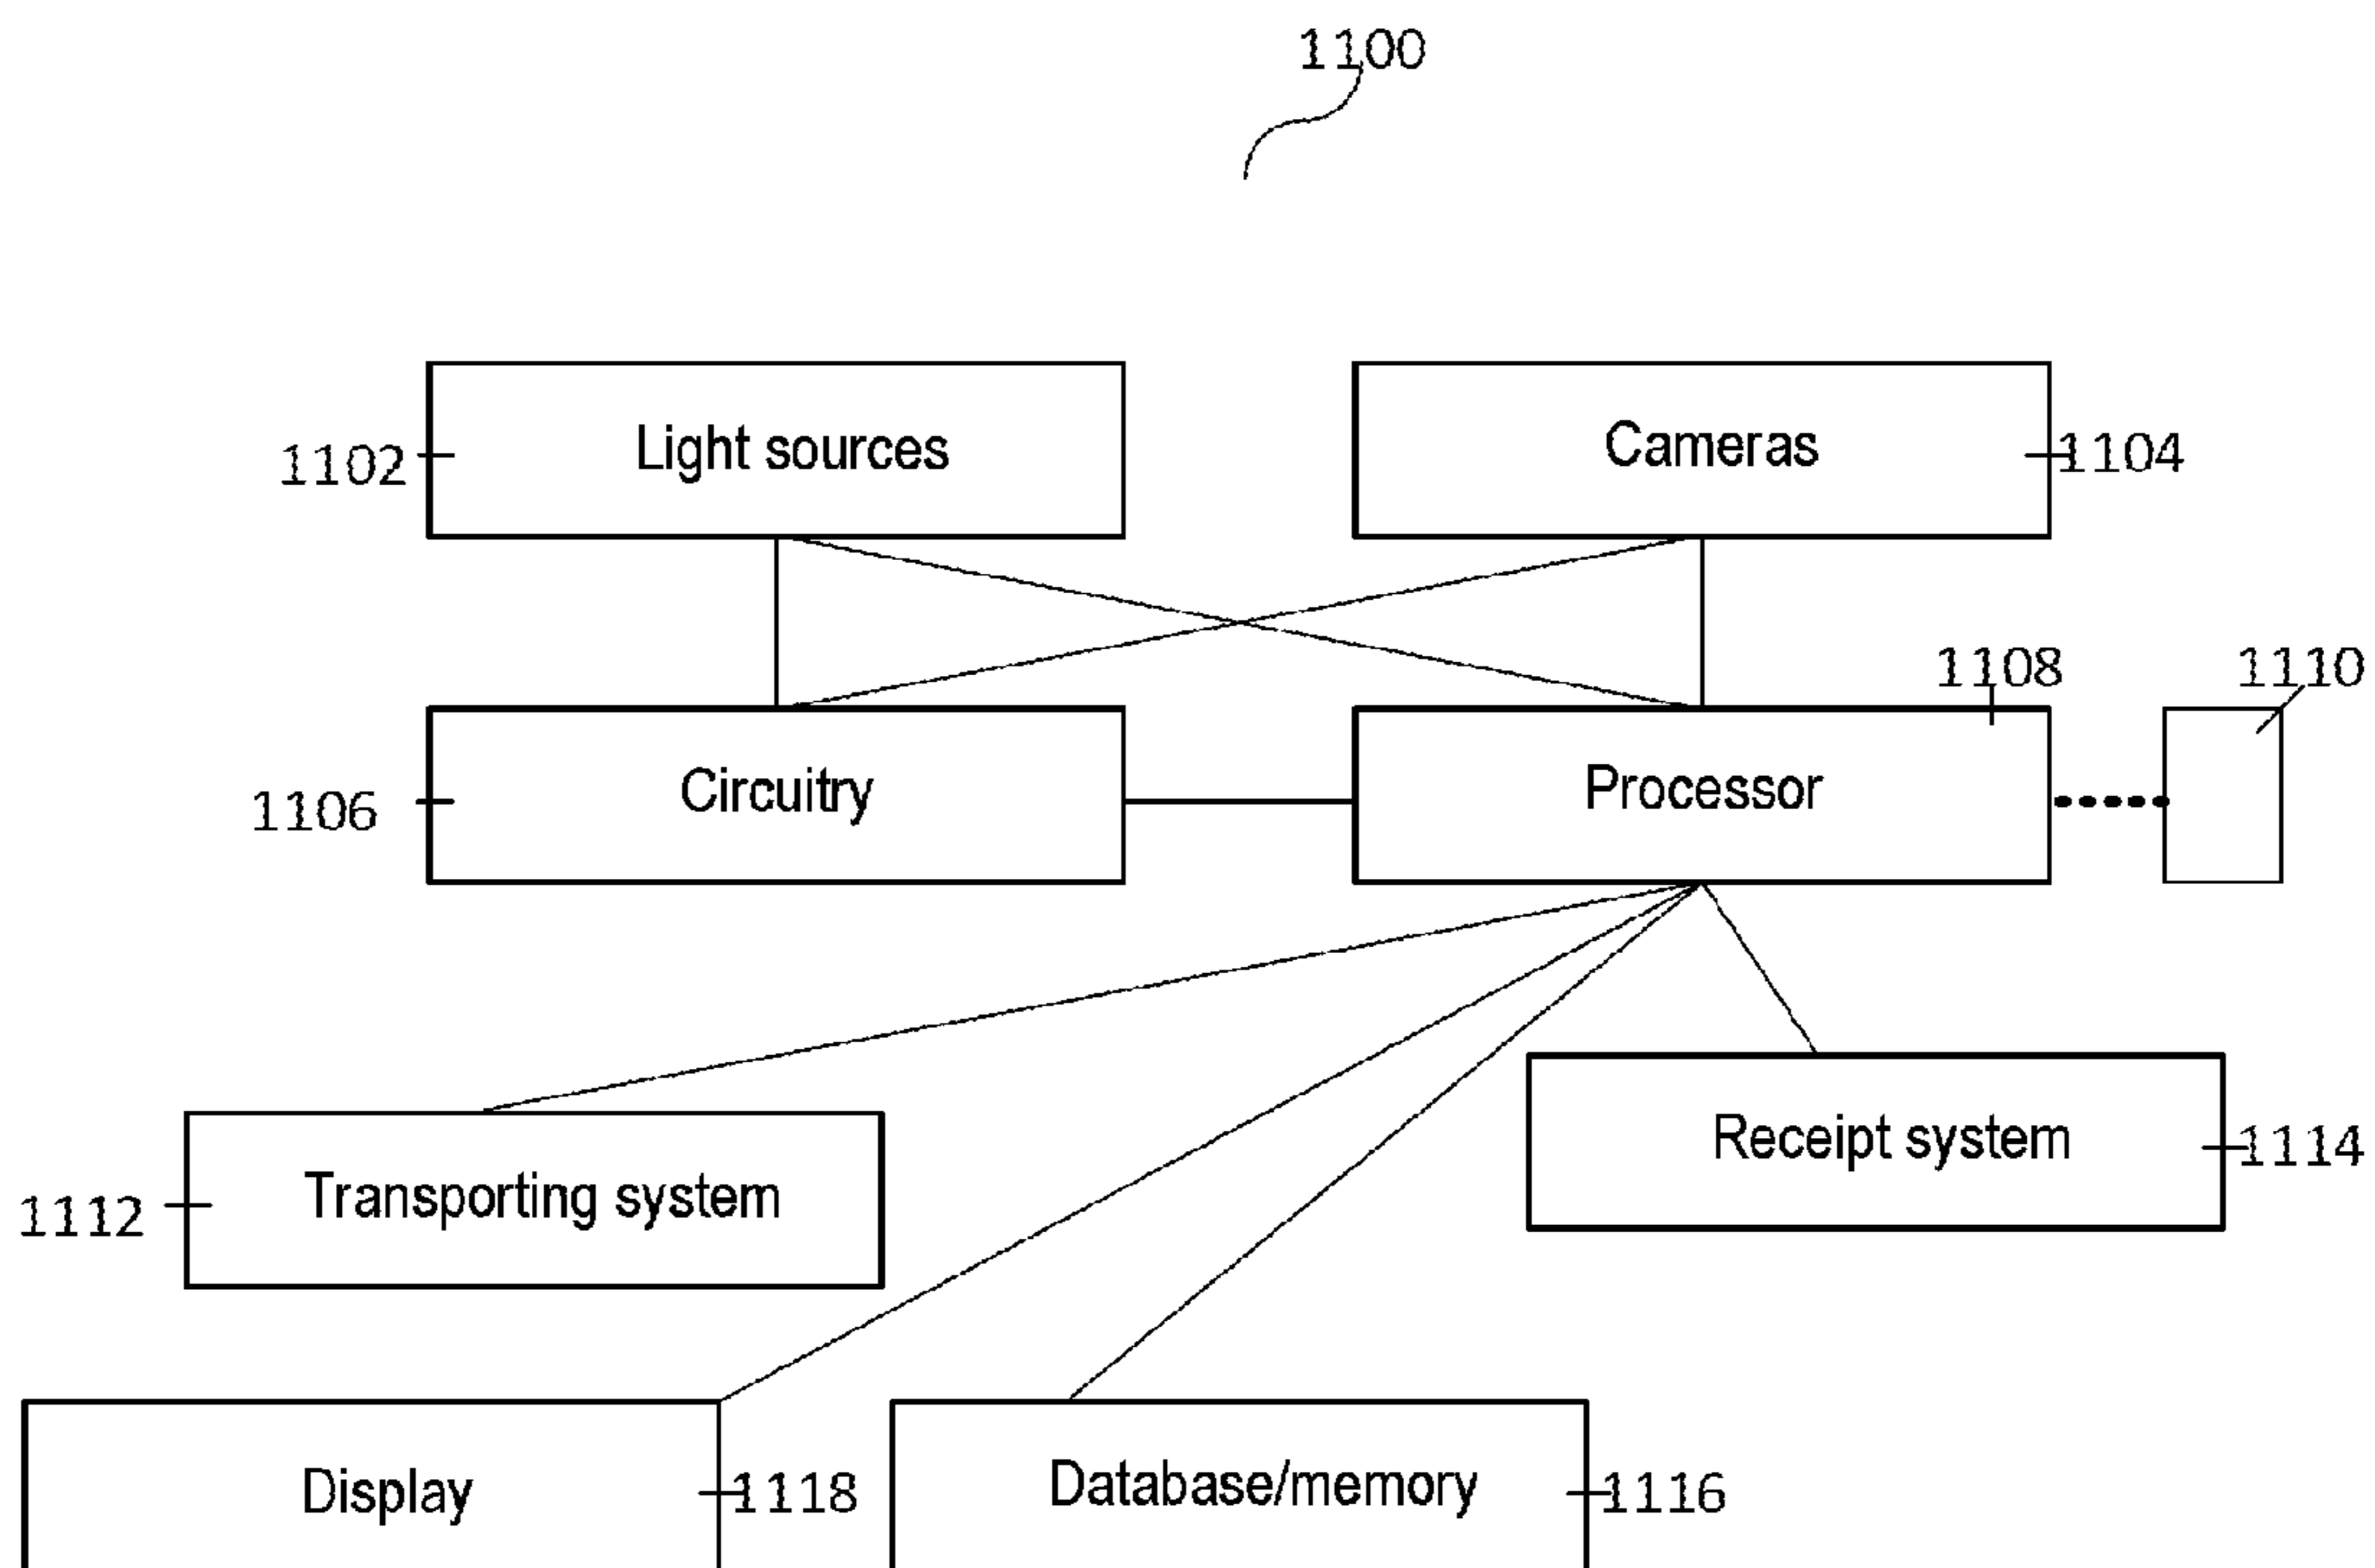 1100
Light sources
Cameras
1102
1104
1108
1110
Circuitry
Processor
1106
Receipt system
1114
Transporting system
1112
Display
1118
Database/memory
1116